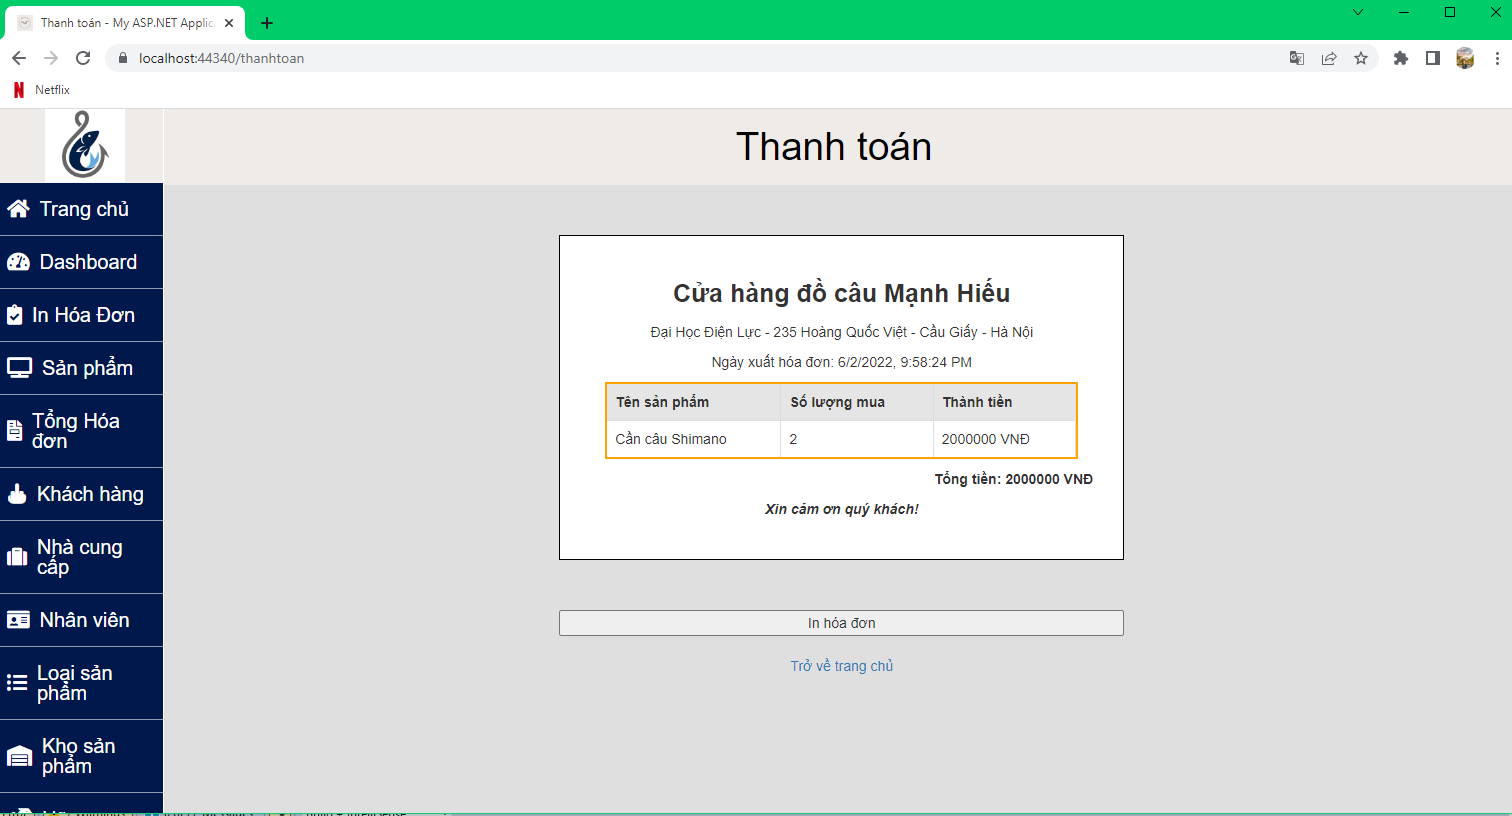 Thanh toán - My ASP.NET Applic
localhost:44340/thanhtoan
Netflix
Thanh toán
Trang chủ
Dashboard
In Hóa Đơn
Sản phẩm
Tổng Hóa
đơn
Khách hàng
Nhà cung
cấp
Nhân viên
Loại sản
phẩm
Kho sản
phẩm
Cửa hàng đồ câu Mạnh Hiếu
Đại Học Điện Lực - 235 Hoàng Quốc Việt - Cầu Giấy - Hà Nội
Ngày xuất hóa đơn: 6/2/2022, 9:58:24 PM
Tên sản phẩm Số lượng mua Thành tiền
Cần câu Shimano 2 2000000 VNĐ
Tổng tiền: 2000000 VNĐ
Xin cảm ơn quý khách!
In hóa đơn
Trở về trang chủ